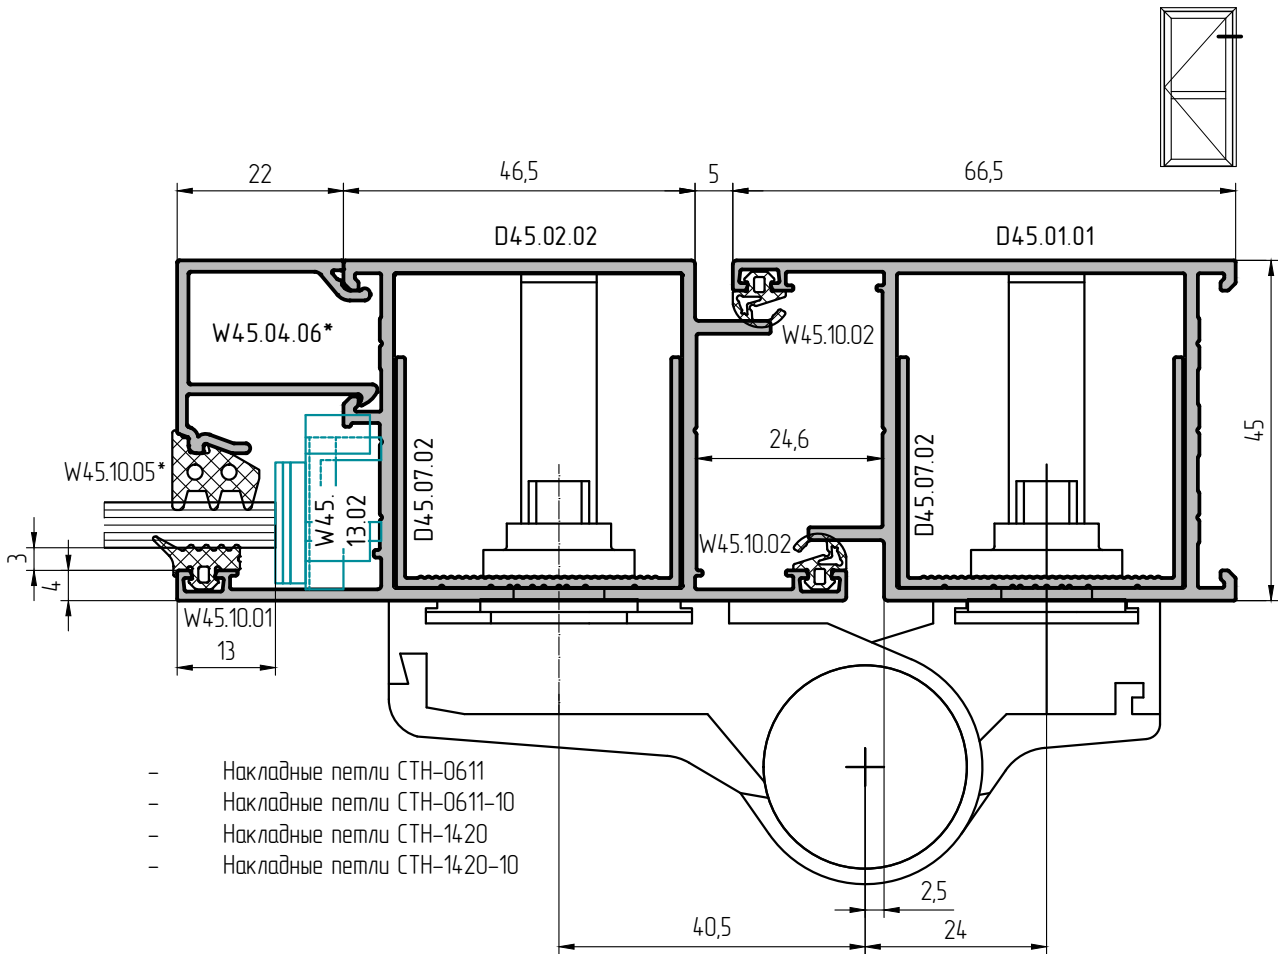 22
46,5
5
66,5
D45.02.02
D45.01.01
W45.04.06*
W45.10.02
45
24,6
D45.07.02
D45.07.02
W45.10.05*
W45.
13.02
W45.10.02
3
4
W45.10.01
13
- Накладные петли СТН-0611
- Накладные петли СТН-0611-10
- Накладные петли СТН-1420
- Накладные петли СТН-1420-10
2,5
40,5
24